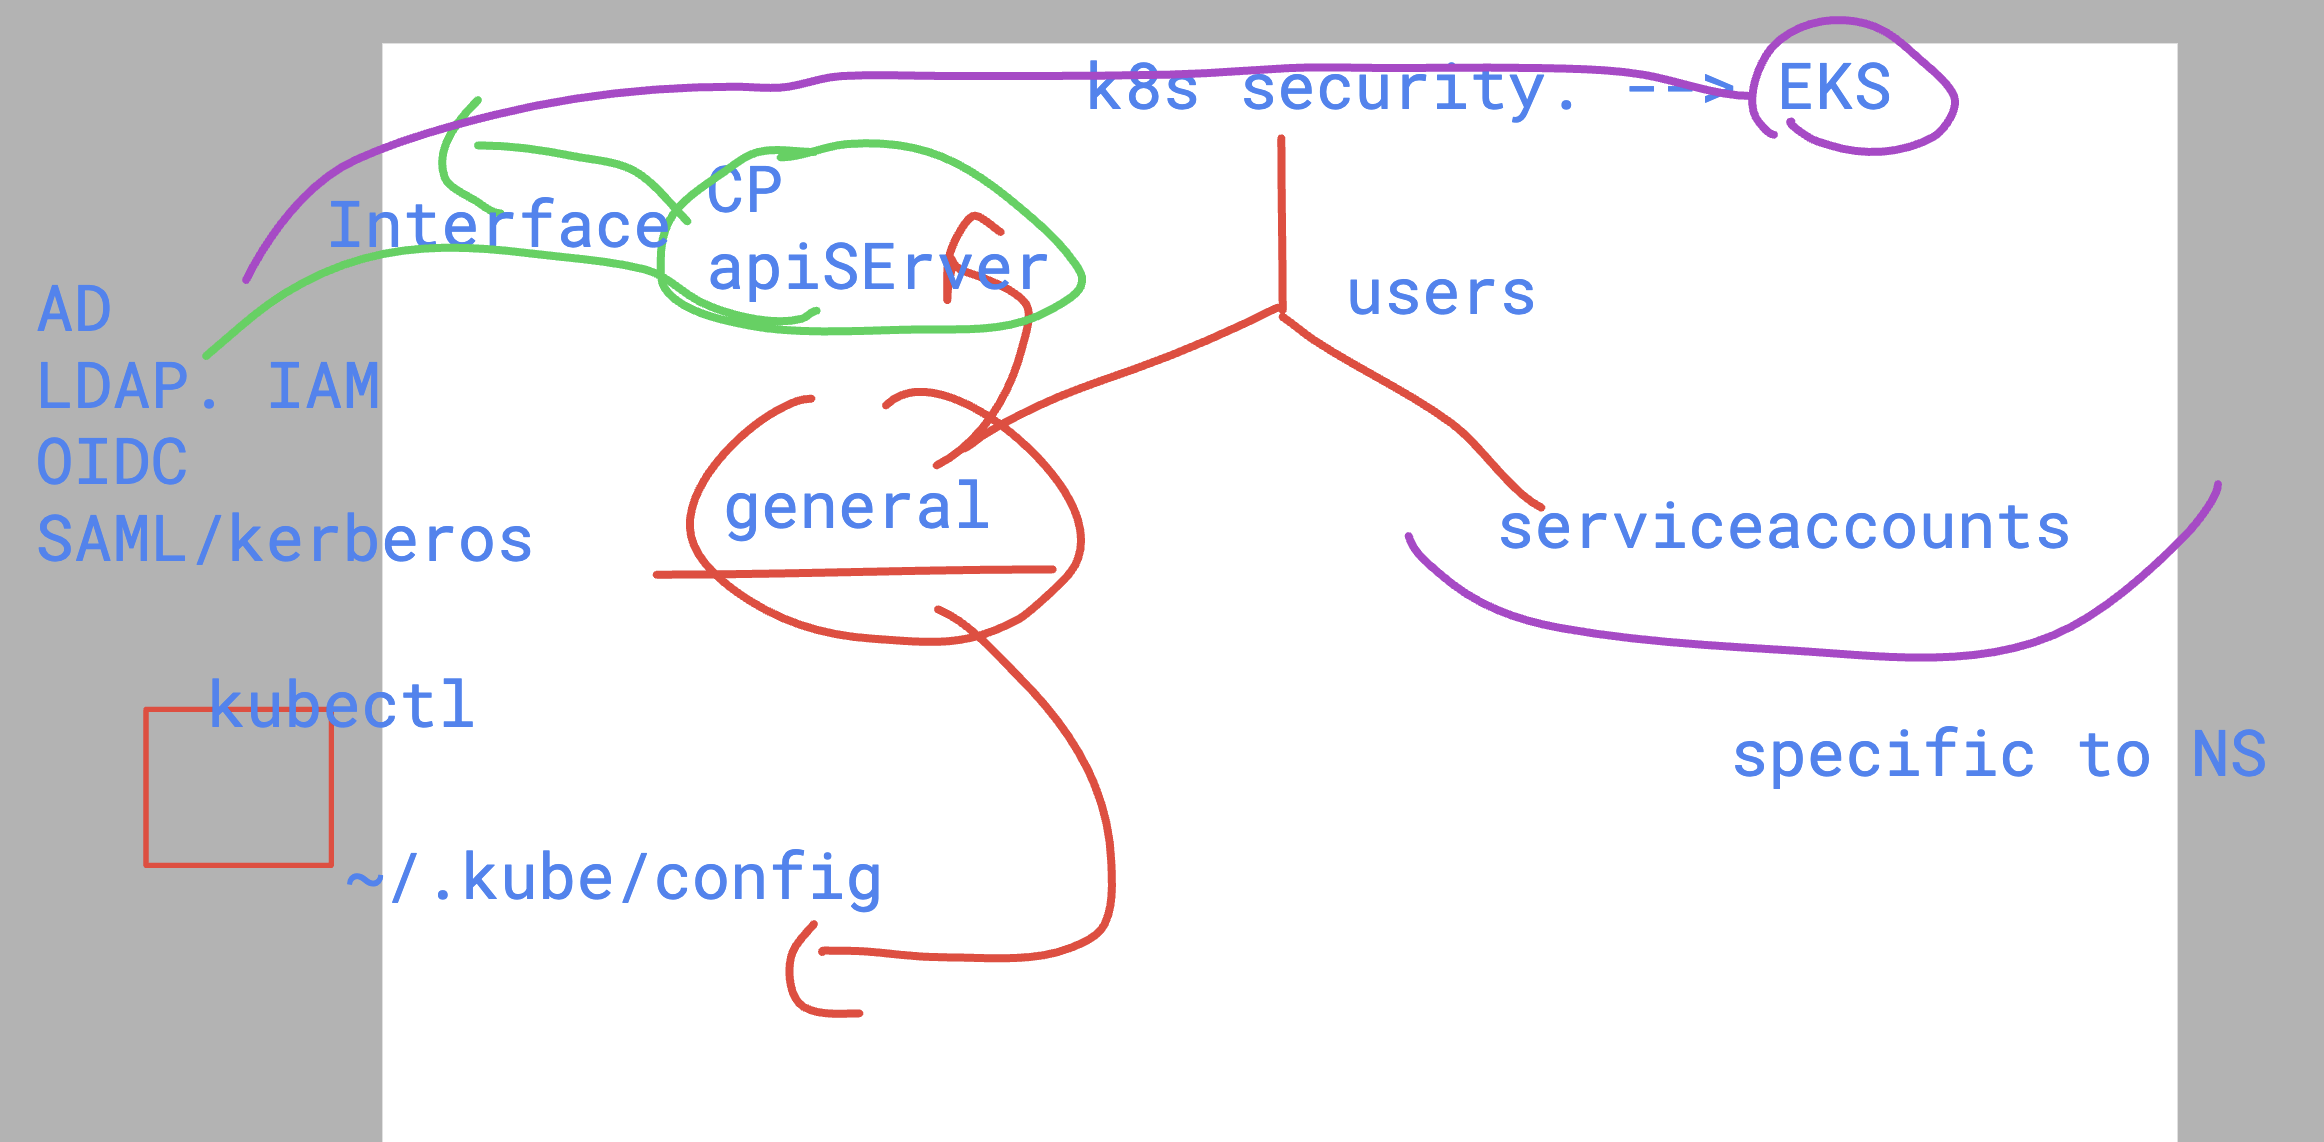 k8s security. --> EKS
CP
Interface
apiSErver
users
AD
LDAP. IAM
OIDC
SAML/kerberos
general
serviceaccounts
kubectl
specific to NS
~/.kube/config